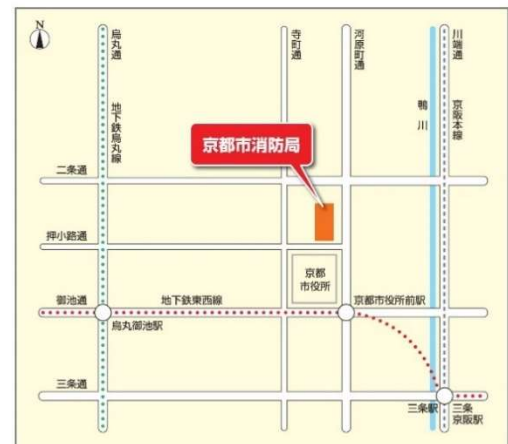 N
烏丸通
地下鉄烏丸線
寺町通
河原町通
川端通
京阪本線
鴨川
京都市消防局
二条通
押小路通
京都
市役所
御池通
地下鉄東西線
京都市役所前駅
烏丸御池駅
三条通
三条駅
三条
京阪駅